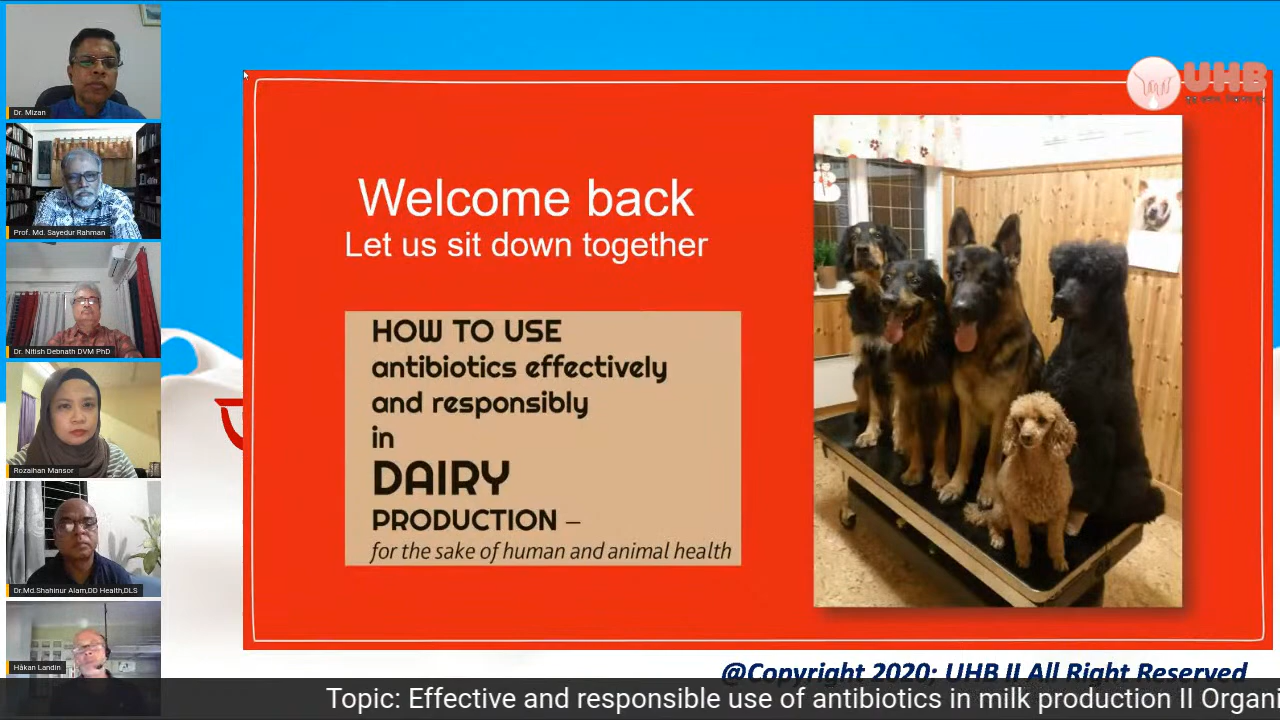 Dr. Mizan
Prof. Md. Sayedur Rahman
Dr. Nitish Debnath DVM PhD
Rozaihan Mansor
Dr.Md.Shahinur Alam,DD Health,DLS
Håkan Landin
UHB
Welcome back
Let us sit down together
HOW TO USE
antibiotics effectively
and responsibly
in
DAIRY
PRODUCTION –
for the sake of human and animal health
@Copyright 2020; UHB II All Right Reserved
Topic: Effective and responsible use of antibiotics in milk production II Organi